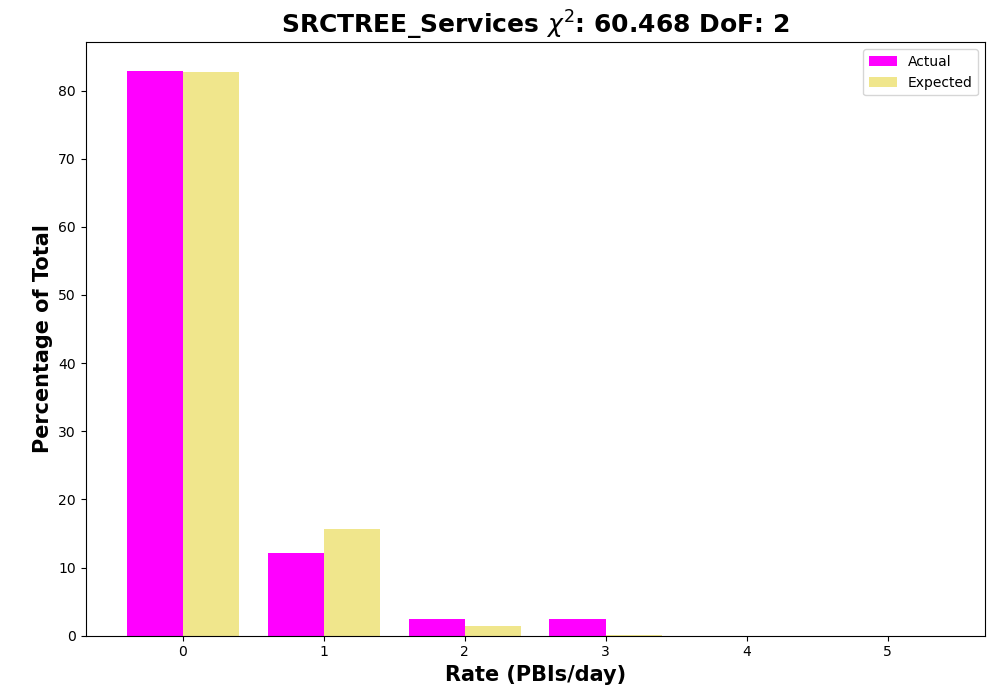 SRCTREE_Services χ²: 60.468 DoF: 2
Actual
Expected
Percentage of Total
80
70
60
50
40
30
20
10
0
0 1 2 3 4 5
Rate (PBIs/day)